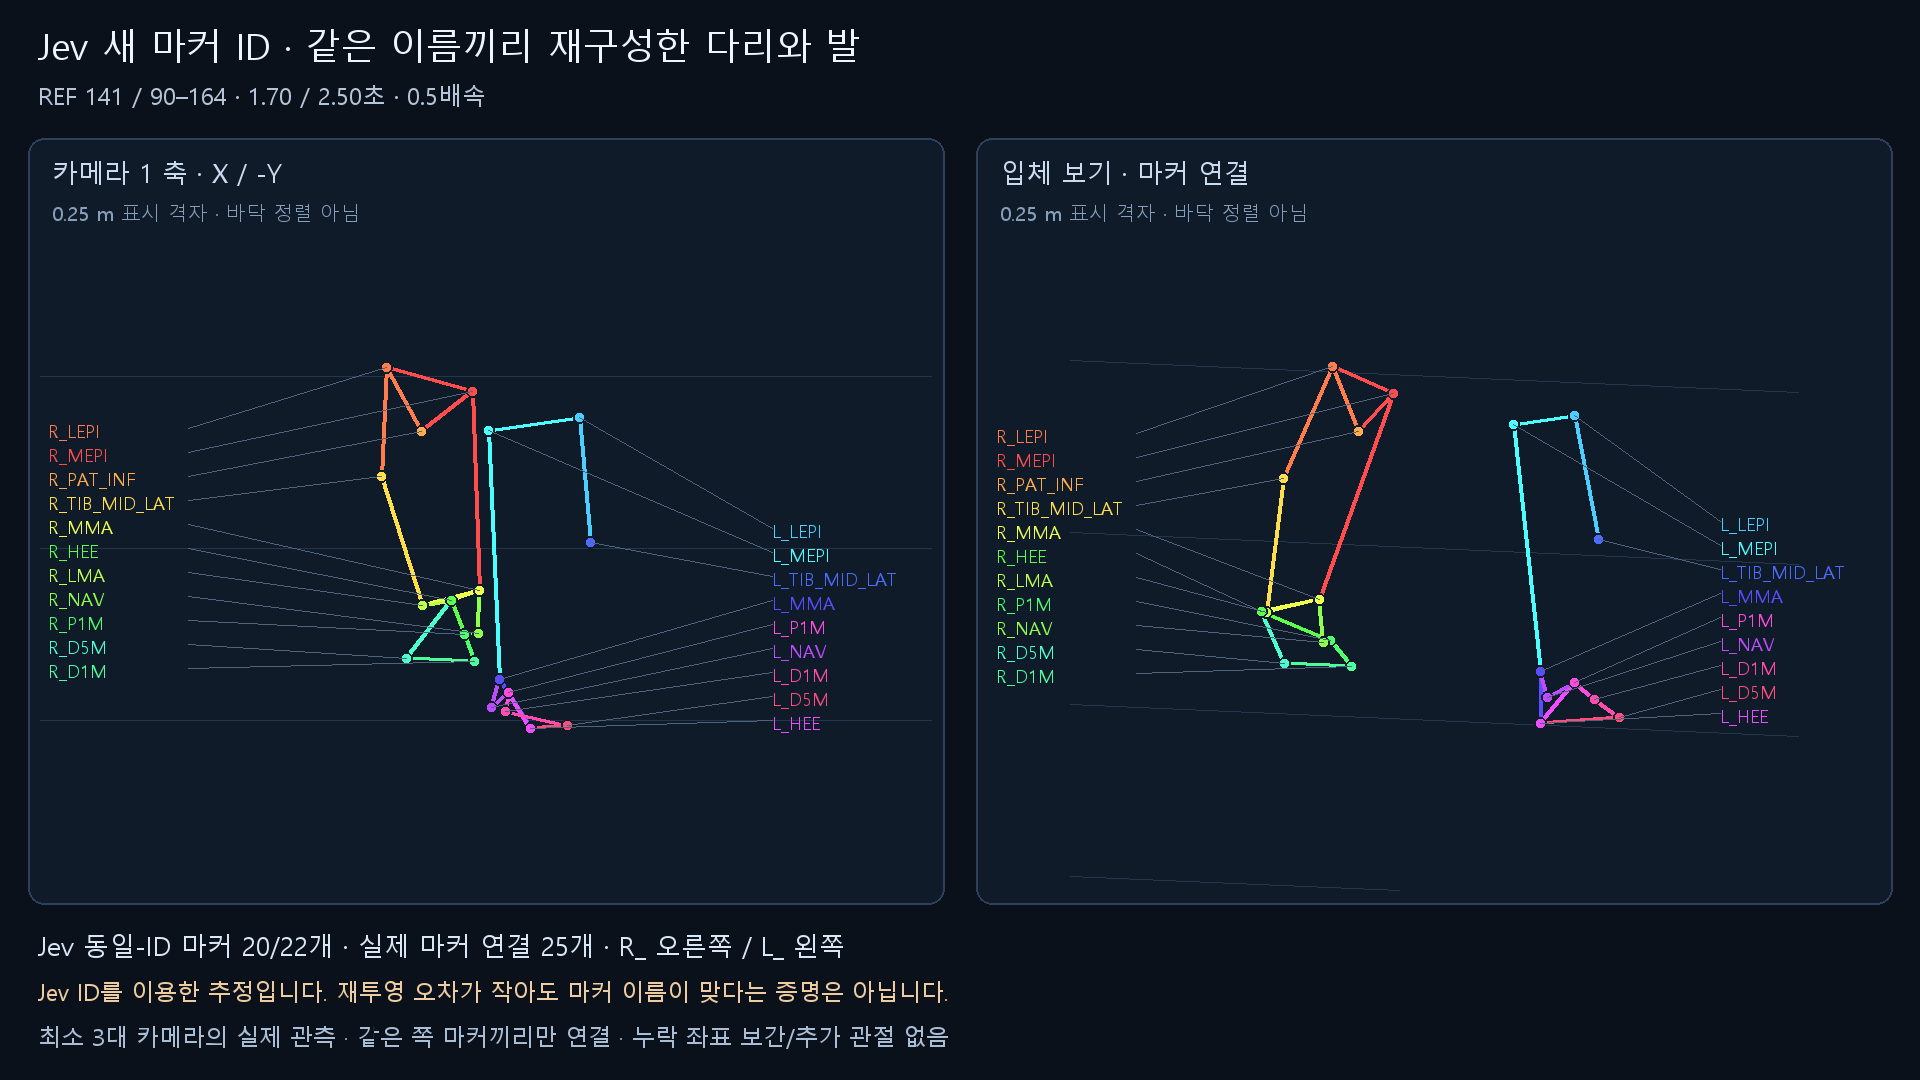 Jev 새 마커 ID · 같은 이름끼리 재구성한 다리와 발
REF 141 / 90–164 · 1.70 / 2.50초 · 0.5배속
카메라 1 축 · X / -Y
0.25 m 표시 격자 · 바닥 정렬 아님
R_LEPI
R_MEPI
R_PAT_INF
R_TIB_MID_LAT
R_MMA
R_HEE
R_LMA
R_NAV
R_P1M
R_D5M
R_D1M
L_LEPI
L_MEPI
L_TIB_MID_LAT
L_MMA
L_P1M
L_NAV
L_D1M
L_D5M
L_HEE
입체 보기 · 마커 연결
0.25 m 표시 격자 · 바닥 정렬 아님
R_LEPI
R_MEPI
R_PAT_INF
R_TIB_MID_LAT
R_MMA
R_HEE
R_LMA
R_P1M
R_NAV
R_D5M
R_D1M
L_LEPI
L_MEPI
L_TIB_MID_LAT
L_MMA
L_P1M
L_NAV
L_D1M
L_D5M
L_HEE
Jev 동일-ID 마커 20/22개 · 실제 마커 연결 25개 · R_ 오른쪽 / L_ 왼쪽
Jev ID를 이용한 추정입니다. 재투영 오차가 작아도 마커 이름이 맞다는 증명은 아닙니다.
최소 3대 카메라의 실제 관측 · 같은 쪽 마커끼리만 연결 · 누락 좌표 보간/추가 관절 없음